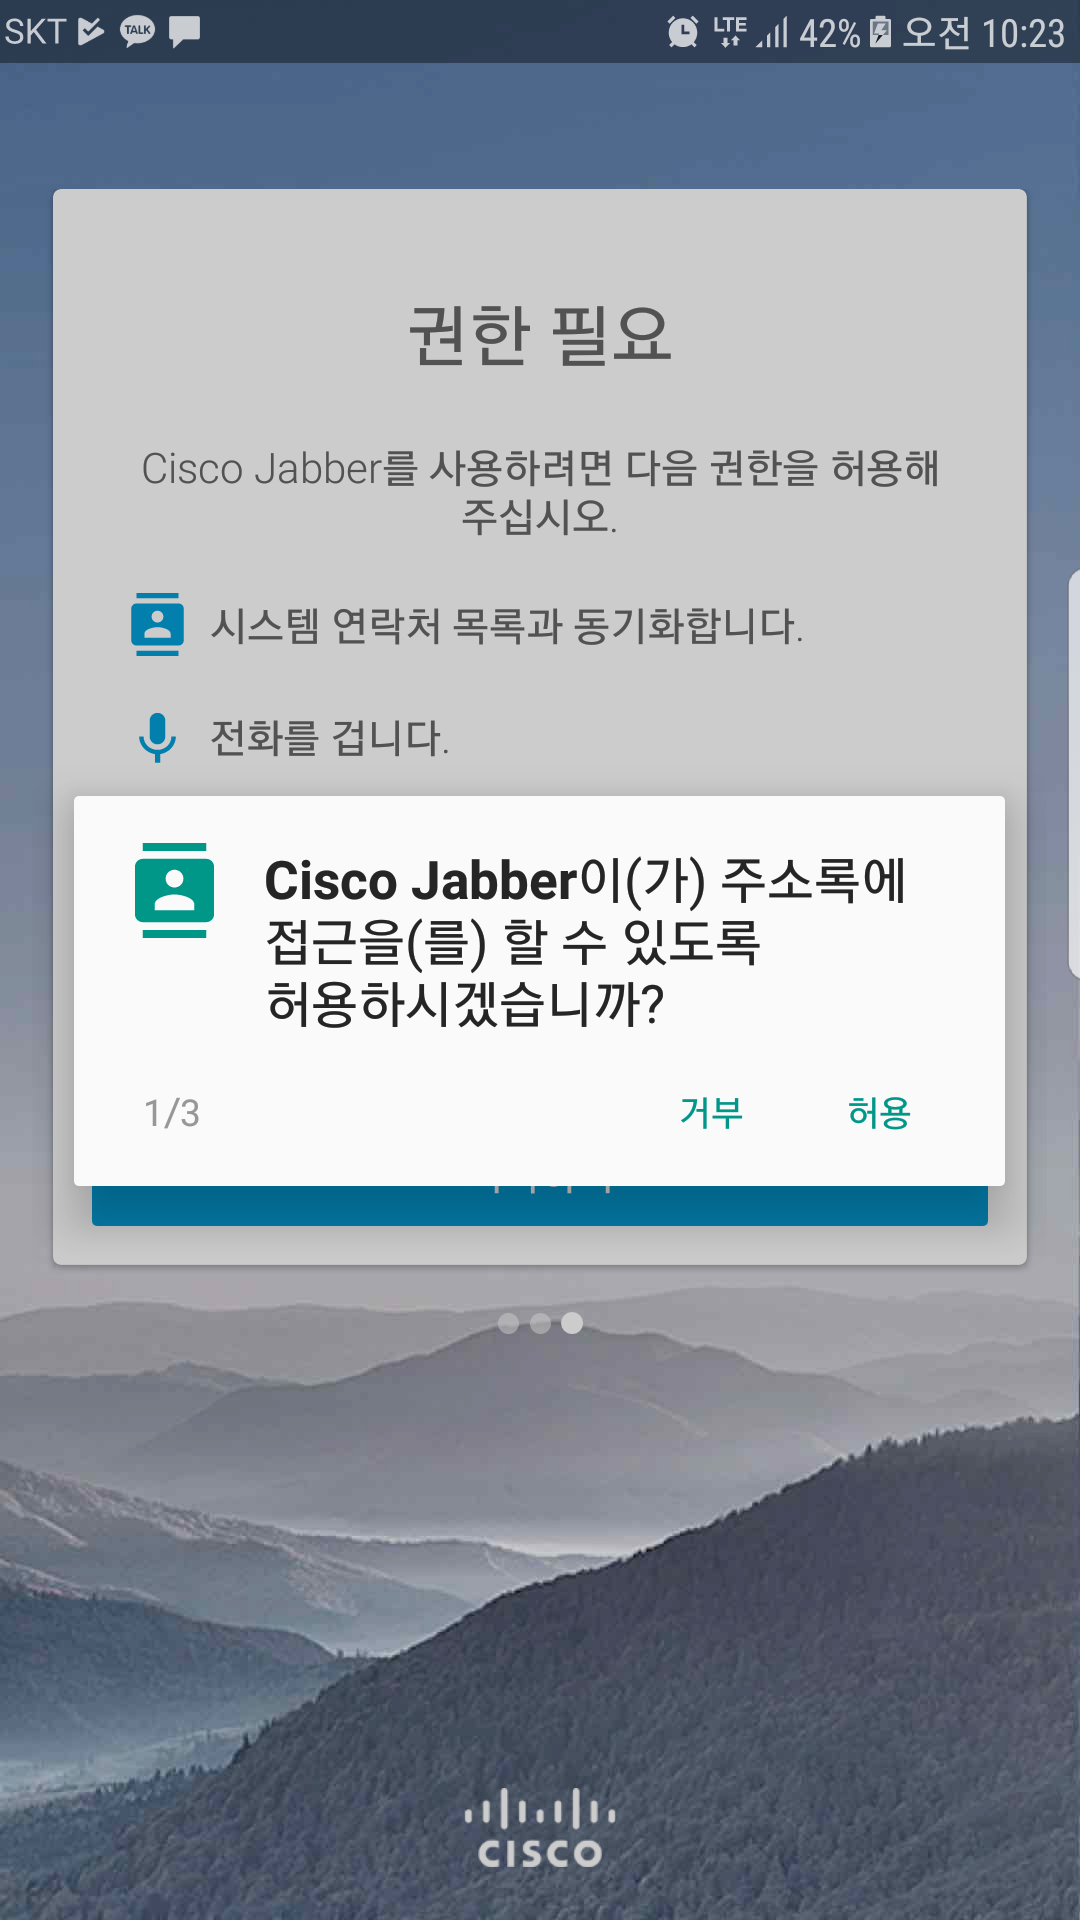 SKT TALK LTE 42% 오전 10:23
권한 필요
Cisco Jabber를 사용하려면 다음 권한을 허용해
주십시오.
시스템 연락처 목록과 동기화합니다.
전화를 겁니다.
Cisco Jabber이(가) 주소록에
접근을(를) 할 수 있도록
허용하시겠습니까?
1/3 거부 허용
CISCO